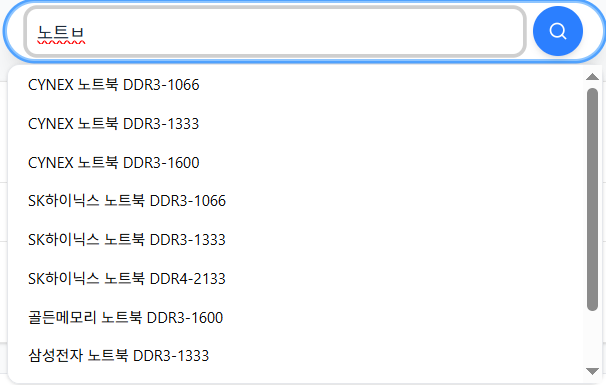 노트ㅂ
CYNEX 노트북 DDR3-1066
CYNEX 노트북 DDR3-1333
CYNEX 노트북 DDR3-1600
SK하이닉스 노트북 DDR3-1066
SK하이닉스 노트북 DDR3-1333
SK하이닉스 노트북 DDR4-2133
골든메모리 노트북 DDR3-1600
삼성전자 노트북 DDR3-1333